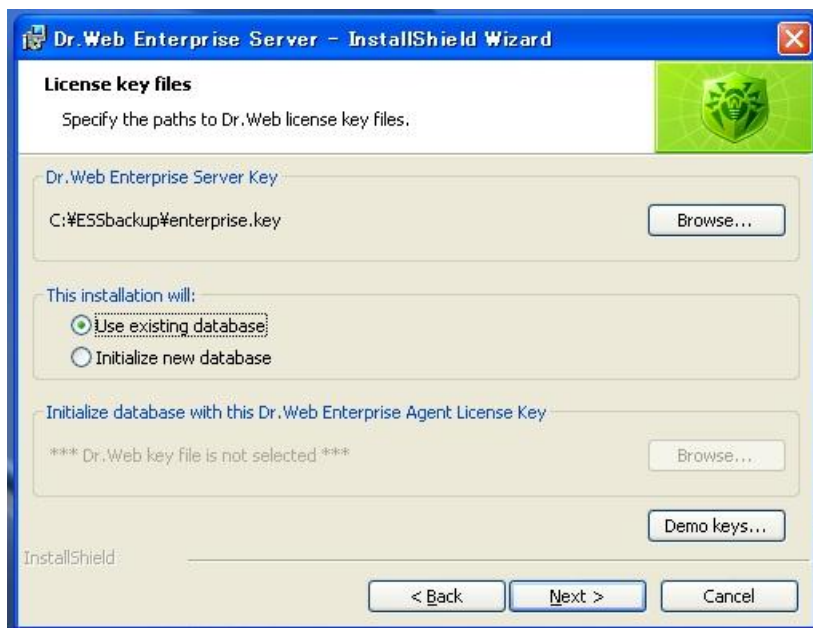 Dr.Web Enterprise Server - InstallShield Wizard
License key files
Specify the paths to Dr.Web license key files.
Dr.Web Enterprise Server Key
C:¥ESSbackup¥enterprise.key
Browse...
This installation will:
Use existing database
Initialize new database
Initialize database with this Dr.Web Enterprise Agent License Key
*** Dr.Web key file is not selected ***
Browse...
Demo keys...
InstallShield
< Back
Next >
Cancel